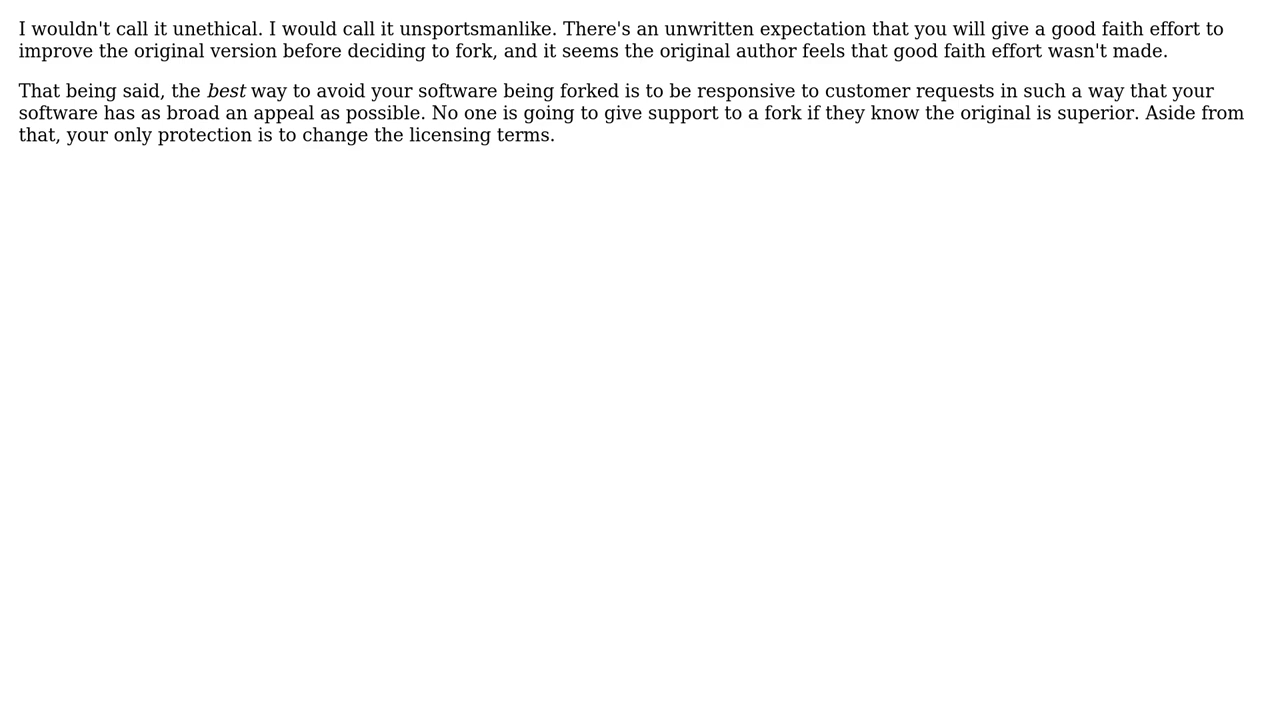 I wouldn't call it unethical. I would call it unsportsmanlike. There's an unwritten expectation that you will give a good faith effort to
improve the original version before deciding to fork, and it seems the original author feels that good faith effort wasn't made.
That being said, the best way to avoid your software being forked is to be responsive to customer requests in such a way that your
software has as broad an appeal as possible. No one is going to give support to a fork if they know the original is superior. Aside from
that, your only protection is to change the licensing terms.